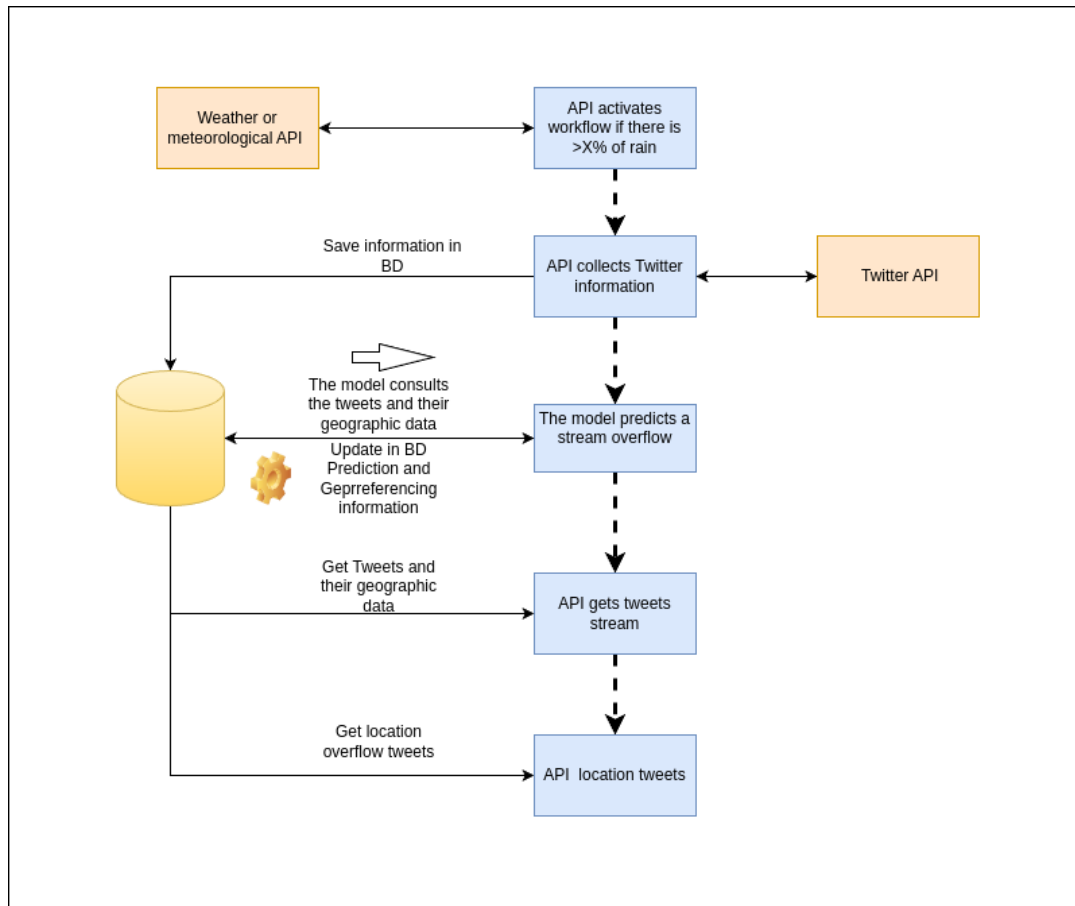 Weather or
meteorological API
API activates
workflow if there is
>X% of rain
Save information in
BD
API collects Twitter
information
Twitter API
The model consults
the tweets and their
geographic data
Update in BD
Prediction and
Geprreferencing
information
The model predicts a
stream overflow
Get Tweets and
their geographic
data
API gets tweets
stream
Get location
overflow tweets
API location tweets